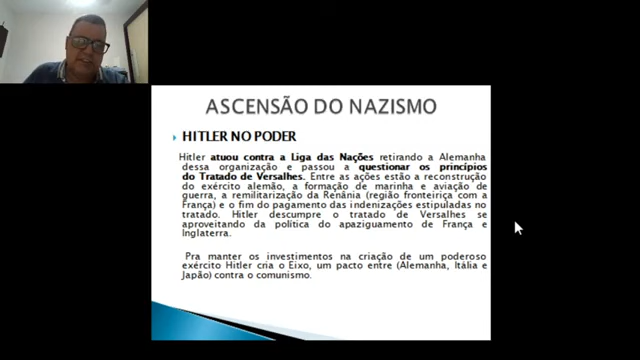 ASCENSÃO DO NAZISMO
HITLER NO PODER
Hitler atuou contra a Liga das Nações retirando a Alemanha
dessa organização e passou a questionar os princípios
do Tratado de Versalhes. Entre as ações estão a reconstrução
do exército alemão, a formação de marinha e aviação de
guerra, a remilitarização da Renânia (região fronteiriça com a
França) e o fim do pagamento das indenizações estipuladas no
tratado. Hitler descumpre o tratado de Versalhes se
aproveitando da política do apaziguamento de França e
Inglaterra.
Pra manter os investimentos na criação de um poderoso
exército Hitler cria o Eixo, um pacto entre (Alemanha, Itália e
Japão) contra o comunismo.